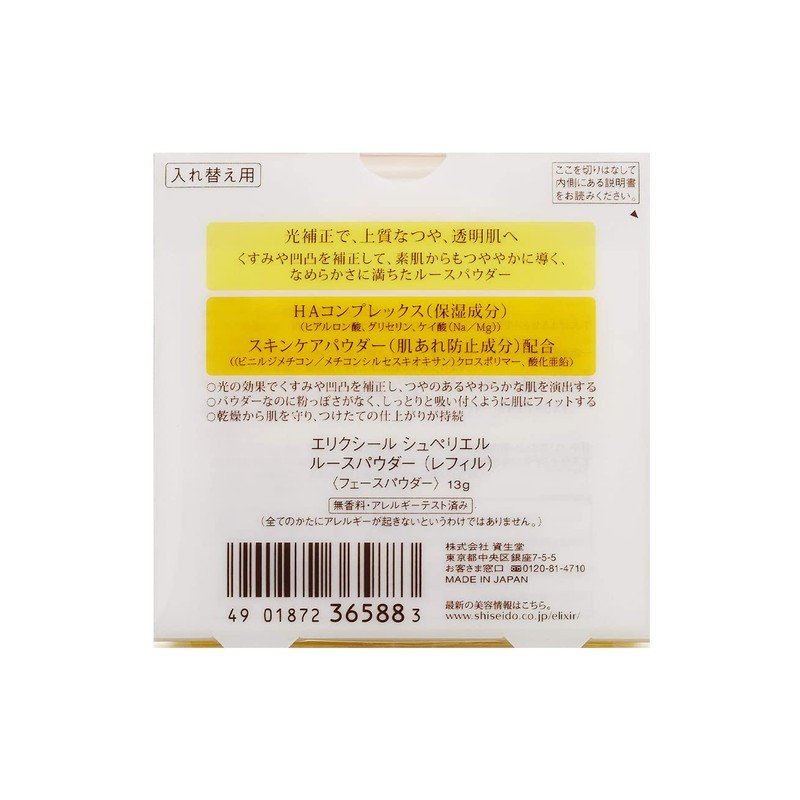 入れ替え用
ここを切りはなして
内側にある説明書
をお読みください。
光補正で、上質なつや、透明肌へ
くすみや凹凸を補正して、素肌からもつややかに導く、
なめらかさに満ちたルースパウダー
HAコンプレックス(保湿成分)
(ヒアルロン酸、グリセリン、ケイ酸(Na/Mg))
スキンケアパウダー(肌あれ防止成分)配合
((ビニルジメチコン/メチコンシルセスキオキサン)クロスポリマー、酸化亜鉛)
○光の効果でくすみや凹凸を補正し、つやのあるやわらかな肌を演出する
○パウダーなのに粉っぽさがなく、しっとりと吸い付くように肌にフィットする
○乾燥から肌を守り、つけたての仕上がりが持続
エリクシール シュペリエル
ルースパウダー(レフィル)
〈フェースパウダー〉13g
無香料・アレルギーテスト済み
(全てのかたにアレルギーが起きないというわけではありません。)
株式会社 資生堂
東京都中央区銀座7-5-5
お客さま窓口 0120-81-4710
MADE IN JAPAN
最新の美容情報はこちら。
www.shiseido.co.jp/elixir/
49 01872 365883